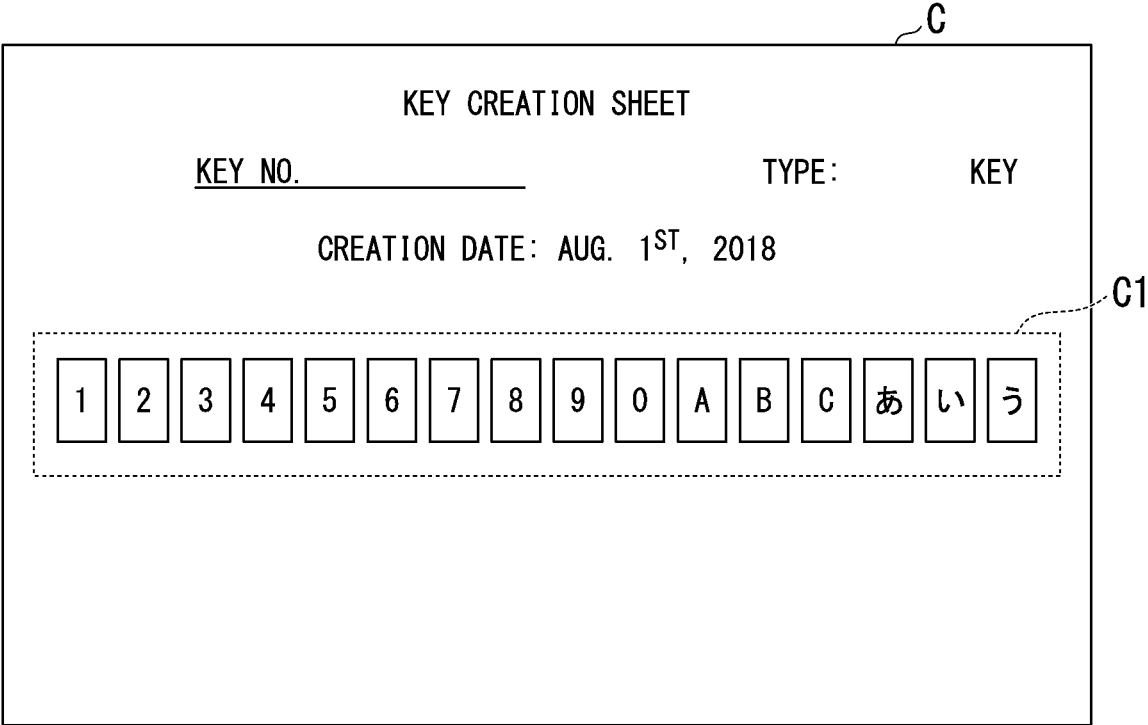 C
KEY CREATION SHEET
KEY NO. TYPE: KEY
CREATION DATE: AUG. 1ST, 2018
C1
1 2 3 4 5 6 7 8 9 0 A B C あ い う